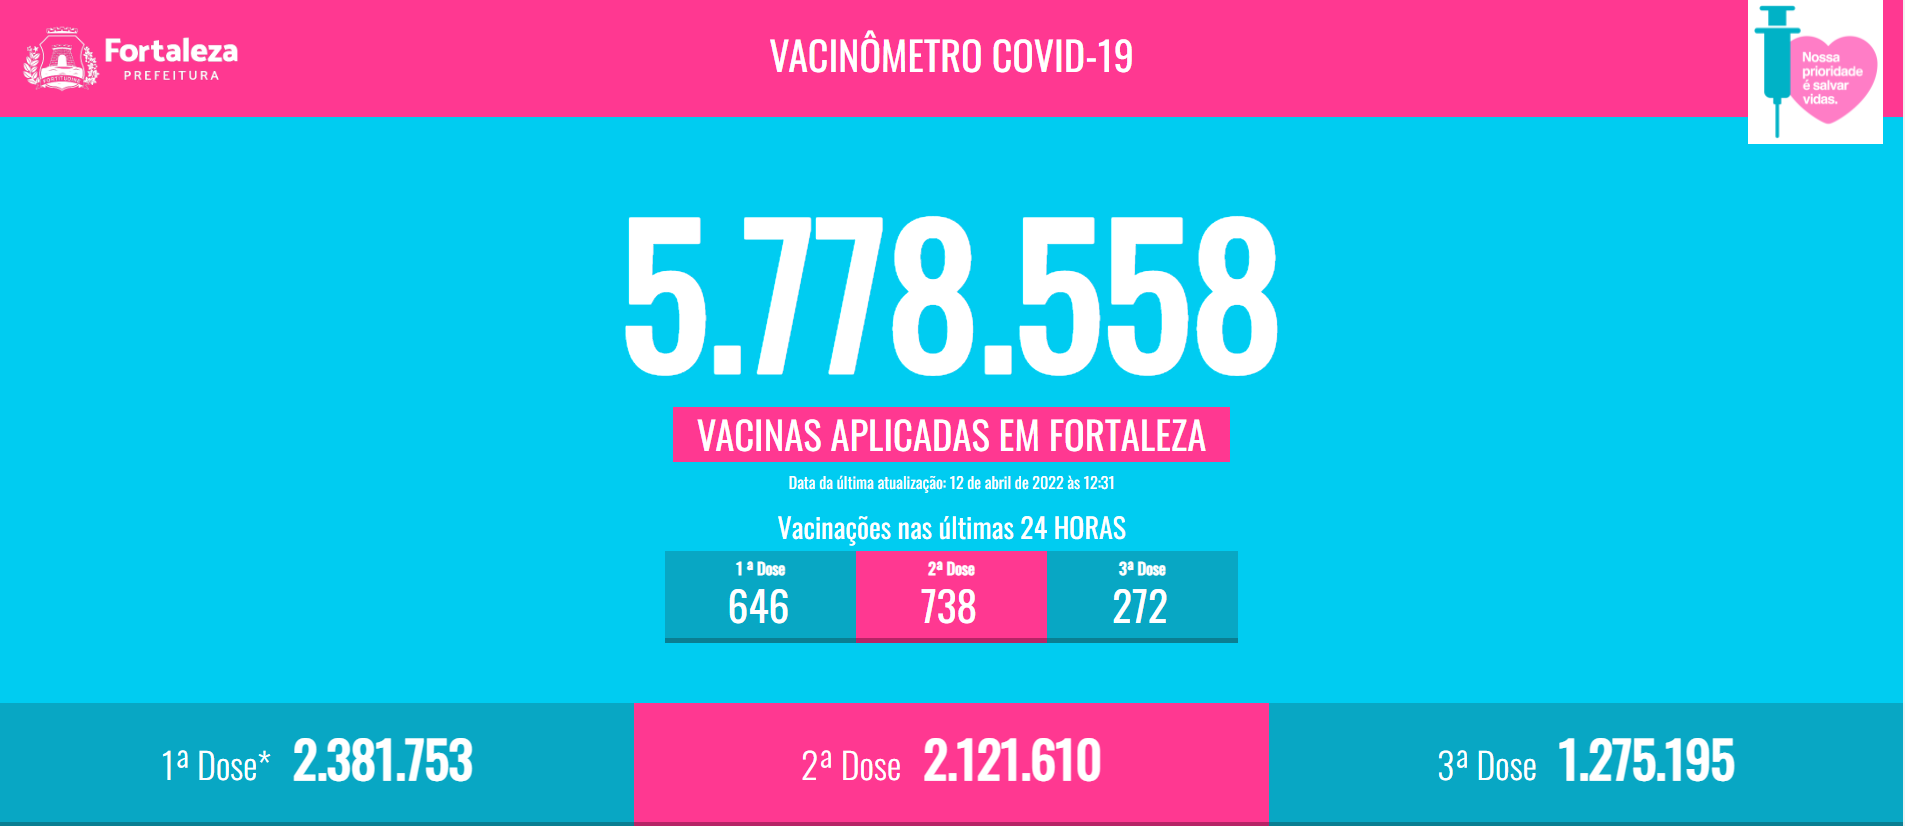 Fortaleza
PREFEITURA
FORTITUDINE
VACINÔMETRO COVID-19
Nossa
prioridade
é salvar
vidas.
5.778.558
VACINAS APLICADAS EM FORTALEZA
Data da última atualização: 12 de abril de 2022 às 12:31
Vacinações nas últimas 24 HORAS
1 ª Dose 2ª Dose 3ª Dose
646 738 272
1ª Dose* 2.381.753 2ª Dose 2.121.610 3ª Dose 1.275.195